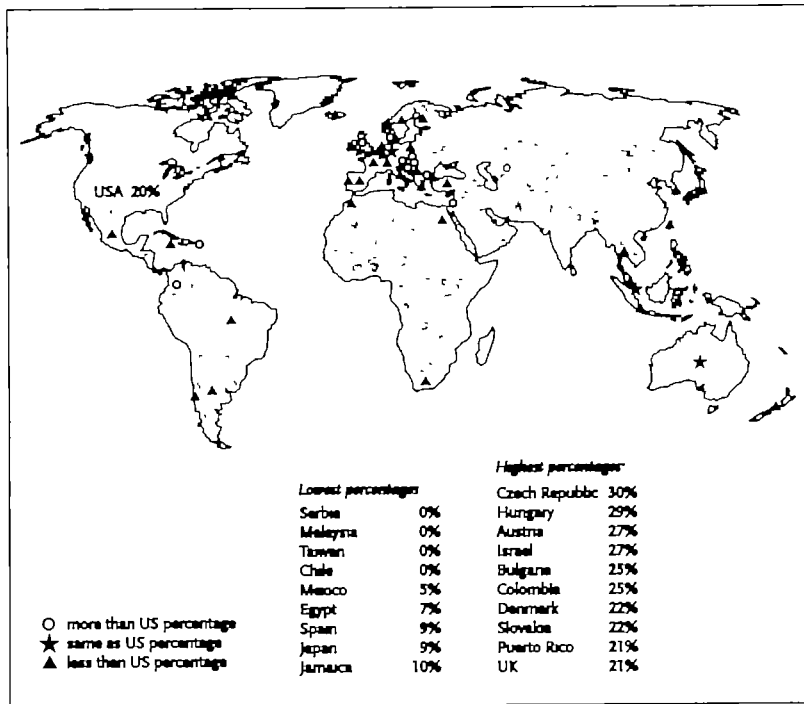 USA 20%
Lowest percentages
Serbia 0%
Malaysia 0%
Taiwan 0%
Chile 0%
Mexico 5%
Egypt 7%
Spain 9%
Japan 9%
Jamaica 10%
Highest percentages
Czech Republic 30%
Hungary 29%
Austria 27%
Israel 27%
Bulgaria 25%
Colombia 25%
Denmark 22%
Slovakia 22%
Puerto Rico 21%
UK 21%
more than US percentage
same as US percentage
less than US percentage